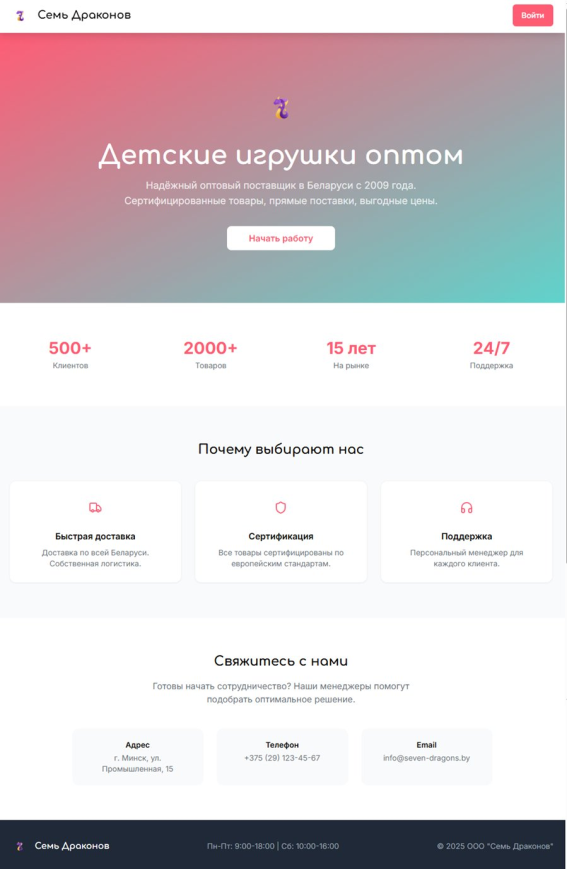 Семь Драконов
Войти
Детские игрушки оптом
Надёжный оптовый поставщик в Беларуси с 2009 года.
Сертифицированные товары, прямые поставки, выгодные цены.
Начать работу
500+
Клиентов
2000+
Товаров
15 лет
На рынке
24/7
Поддержка
Почему выбирают нас
Быстрая доставка
Доставка по всей Беларуси.
Собственная логистика.
Сертификация
Все товары сертифицированы по
европейским стандартам.
Поддержка
Персональный менеджер для
каждого клиента.
Свяжитесь с нами
Готовы начать сотрудничество? Наши менеджеры помогут
подобрать оптимальное решение.
Адрес
г. Минск, ул.
Промышленная, 15
Телефон
+375 (29) 123-45-67
Email
info@seven-dragons.by
Семь Драконов
Пн-Пт: 9:00-18:00 | Сб: 10:00-16:00
© 2025 ООО "Семь Драконов"